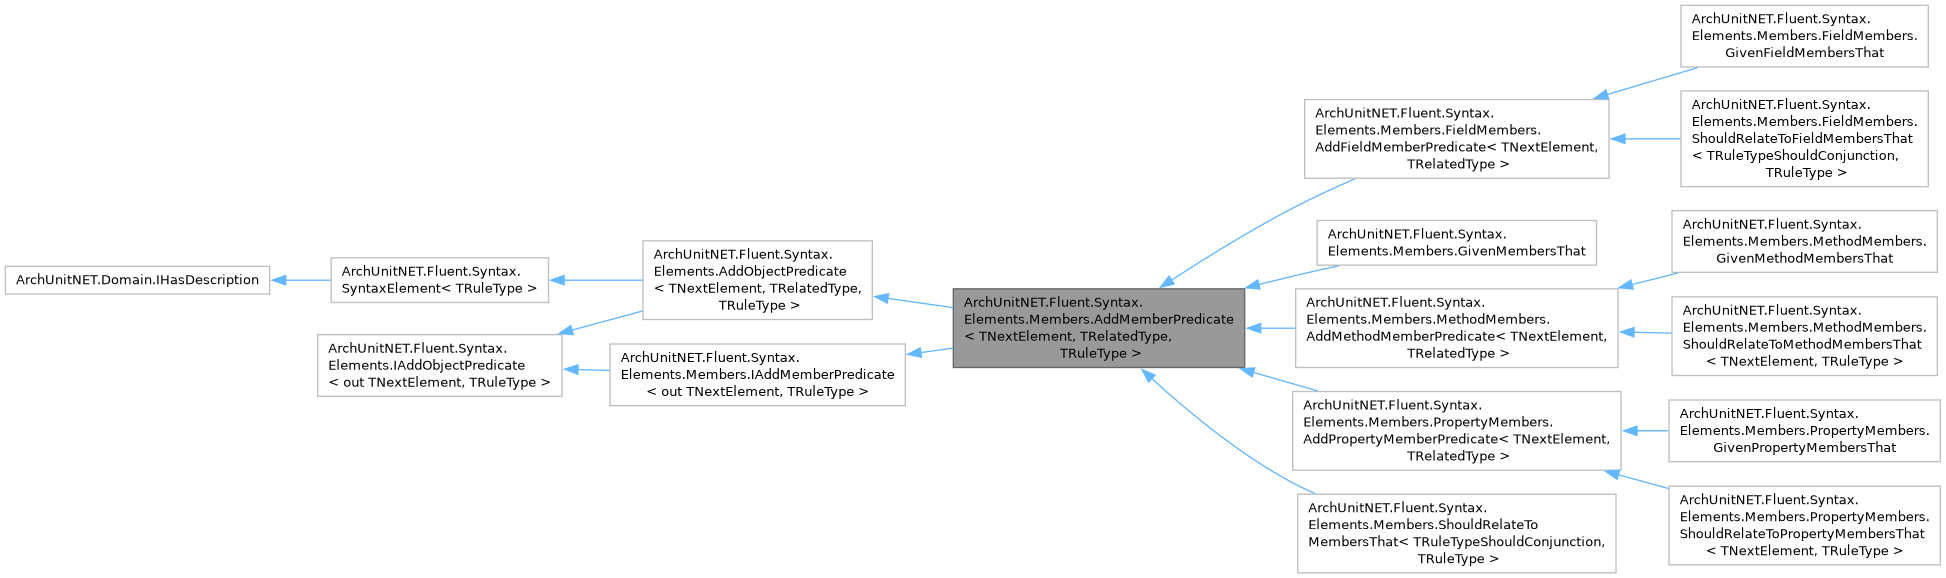 ArchUnitNET.Domain.IHasDescription
ArchUnitNET.Fluent.Syntax.
SyntaxElement< TRuleType >
ArchUnitNET.Fluent.Syntax.
Elements.IAddObjectPredicate
< out TNextElement, TRuleType >
ArchUnitNET.Fluent.Syntax.
Elements.AddObjectPredicate
< TNextElement, TRelatedType,
TRuleType >
ArchUnitNET.Fluent.Syntax.
Elements.Members.IAddMemberPredicate
< out TNextElement, TRuleType >
ArchUnitNET.Fluent.Syntax.
Elements.Members.AddMemberPredicate
< TNextElement, TRelatedType,
TRuleType >
ArchUnitNET.Fluent.Syntax.
Elements.Members.FieldMembers.
AddFieldMemberPredicate< TNextElement,
TRelatedType >
ArchUnitNET.Fluent.Syntax.
Elements.Members.GivenMembersThat
ArchUnitNET.Fluent.Syntax.
Elements.Members.MethodMembers.
AddMethodMemberPredicate< TNextElement,
TRelatedType >
ArchUnitNET.Fluent.Syntax.
Elements.Members.PropertyMembers.
AddPropertyMemberPredicate< TNextElement,
TRelatedType >
ArchUnitNET.Fluent.Syntax.
Elements.Members.ShouldRelateTo
MembersThat< TRuleTypeShouldConjunction,
TRuleType >
ArchUnitNET.Fluent.Syntax.
Elements.Members.FieldMembers.
GivenFieldMembersThat
ArchUnitNET.Fluent.Syntax.
Elements.Members.FieldMembers.
ShouldRelateToFieldMembersThat
< TRuleTypeShouldConjunction,
TRuleType >
ArchUnitNET.Fluent.Syntax.
Elements.Members.MethodMembers.
GivenMethodMembersThat
ArchUnitNET.Fluent.Syntax.
Elements.Members.MethodMembers.
ShouldRelateToMethodMembersThat
< TNextElement, TRuleType >
ArchUnitNET.Fluent.Syntax.
Elements.Members.PropertyMembers.
GivenPropertyMembersThat
ArchUnitNET.Fluent.Syntax.
Elements.Members.PropertyMembers.
ShouldRelateToPropertyMembersThat
< TNextElement, TRuleType >